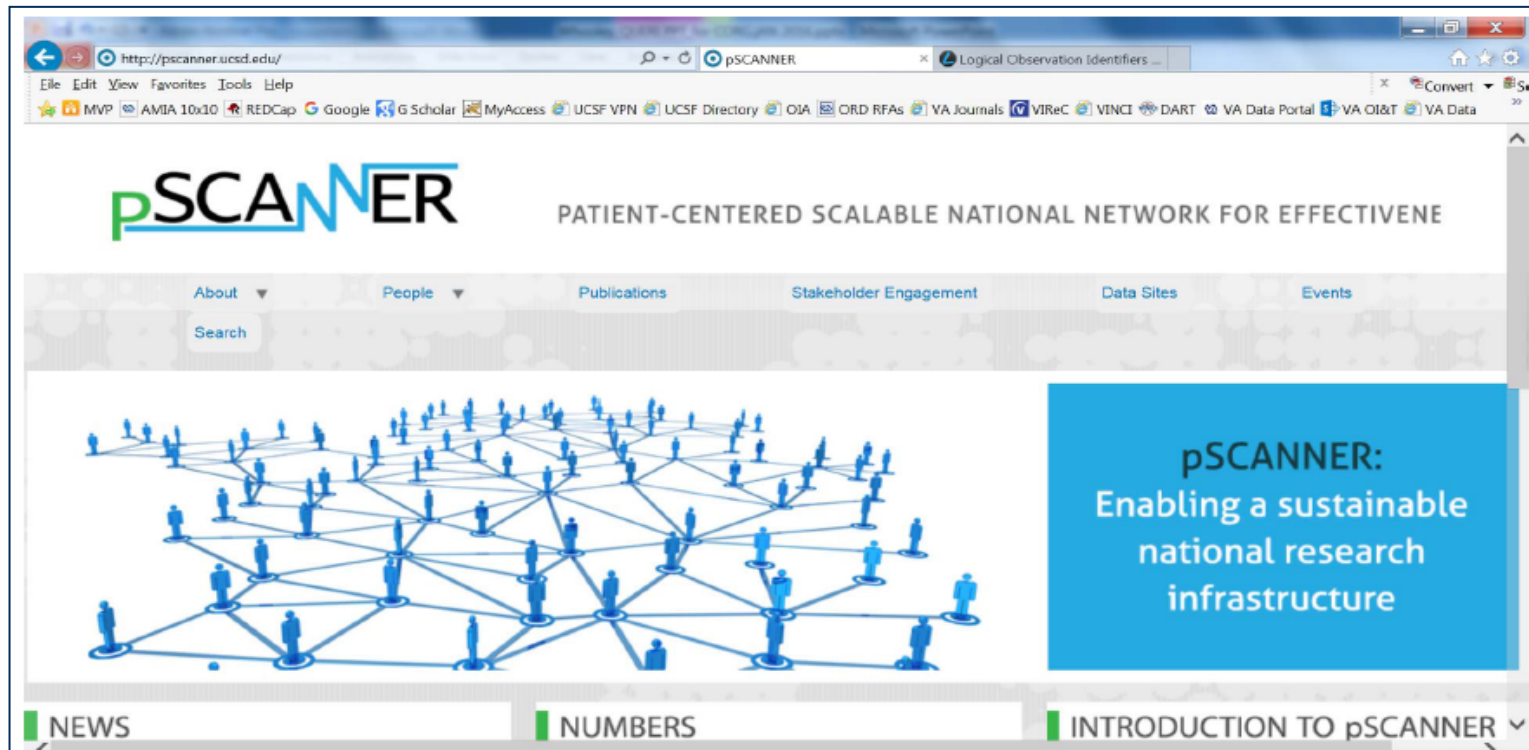 http://pscanner.ucsd.edu/ pSCANNER Logical Observation Identifiers ...
File Edit View Favorites Tools Help Convert
MVP AMIA 10x10 REDCap Google G Scholar MyAccess UCSF VPN UCSF Directory OIA ORD RFAs VA Journals VIReC VINCI DART VA Data Portal VA OI&T VA Data
pSCANNER
PATIENT-CENTERED SCALABLE NATIONAL NETWORK FOR EFFECTIVENE
About People Publications Stakeholder Engagement Data Sites Events
Search
pSCANNER:
Enabling a sustainable
national research
infrastructure
NEWS NUMBERS INTRODUCTION TO pSCANNER